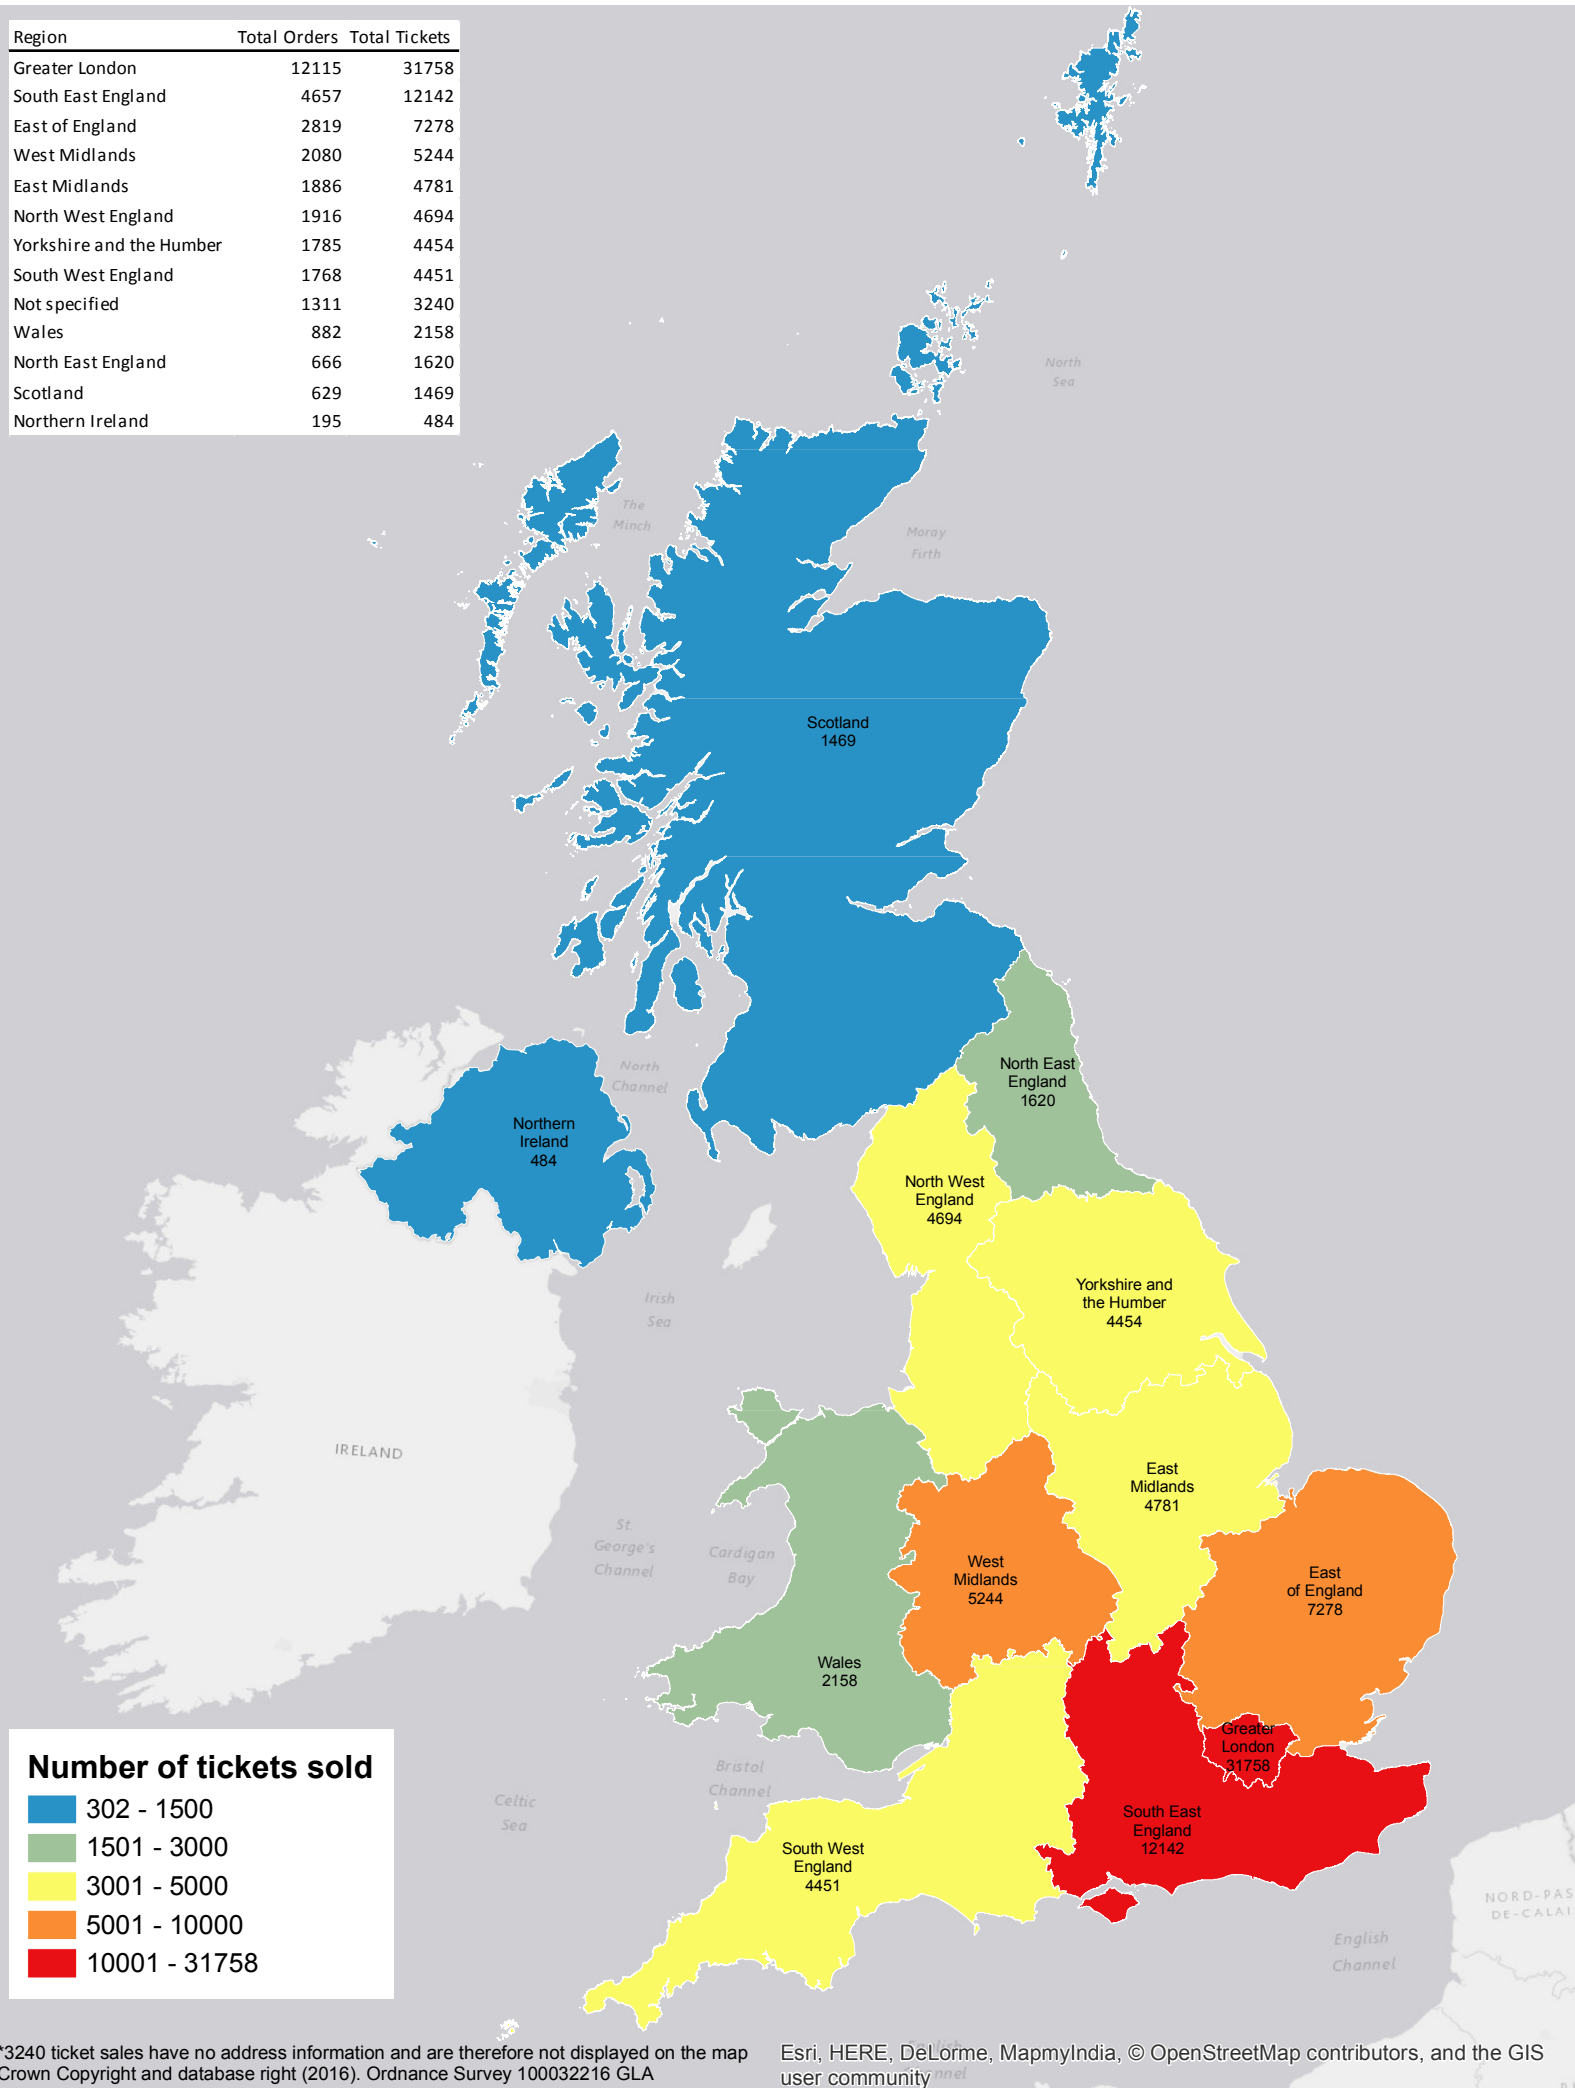 Region Total Orders Total Tickets
Greater London 12115 31758
South East England 4657 12142
East of England 2819 7278
West Midlands 2080 5244
East Midlands 1886 4781
North West England 1916 4694
Yorkshire and the Humber 1785 4454
South West England 1768 4451
Not specified 1311 3240
Wales 882 2158
North East England 666 1620
Scotland 629 1469
Northern Ireland 195 484
North
Sea
The
Minch
Moray
Firth
Scotland
1469
North East
England
1620
North
Channel
Northern
Ireland
484
North West
England
4694
Yorkshire and
the Humber
4454
Irish
Sea
IRELAND
East
Midlands
4781
St.
George's
Channel
Cardigan
Bay
West
Midlands
5244
East
of England
7278
Wales
2158
Greater
London
31758
Bristol
Channel
Celtic
Sea
South East
England
12142
South West
England
4451
NORD-PAS
DE-CALAI
English
Channel
Number of tickets sold
302 - 1500
1501 - 3000
3001 - 5000
5001 - 10000
10001 - 31758
*3240 ticket sales have no address information and are therefore not displayed on the map
Crown Copyright and database right (2016). Ordnance Survey 100032216 GLA
English
Esri, HERE, DeLorme, MapmyIndia, © OpenStreetMap contributors, and the GIS
user community